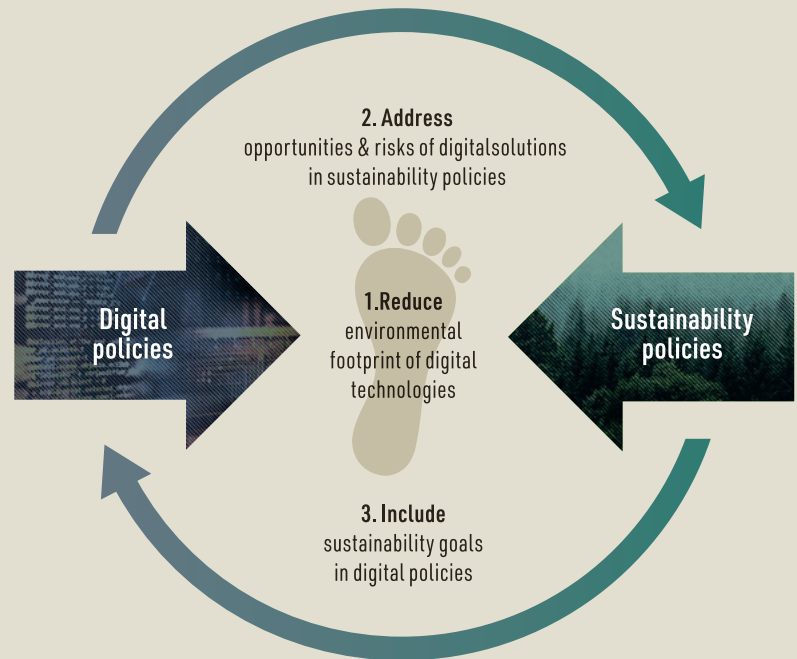 2. Address
opportunities & risks of digitalsolutions
in sustainability policies
Digital
policies
1.Reduce
environmental
footprint of digital
technologies
Sustainability
policies
3. Include
sustainability goals
in digital policies